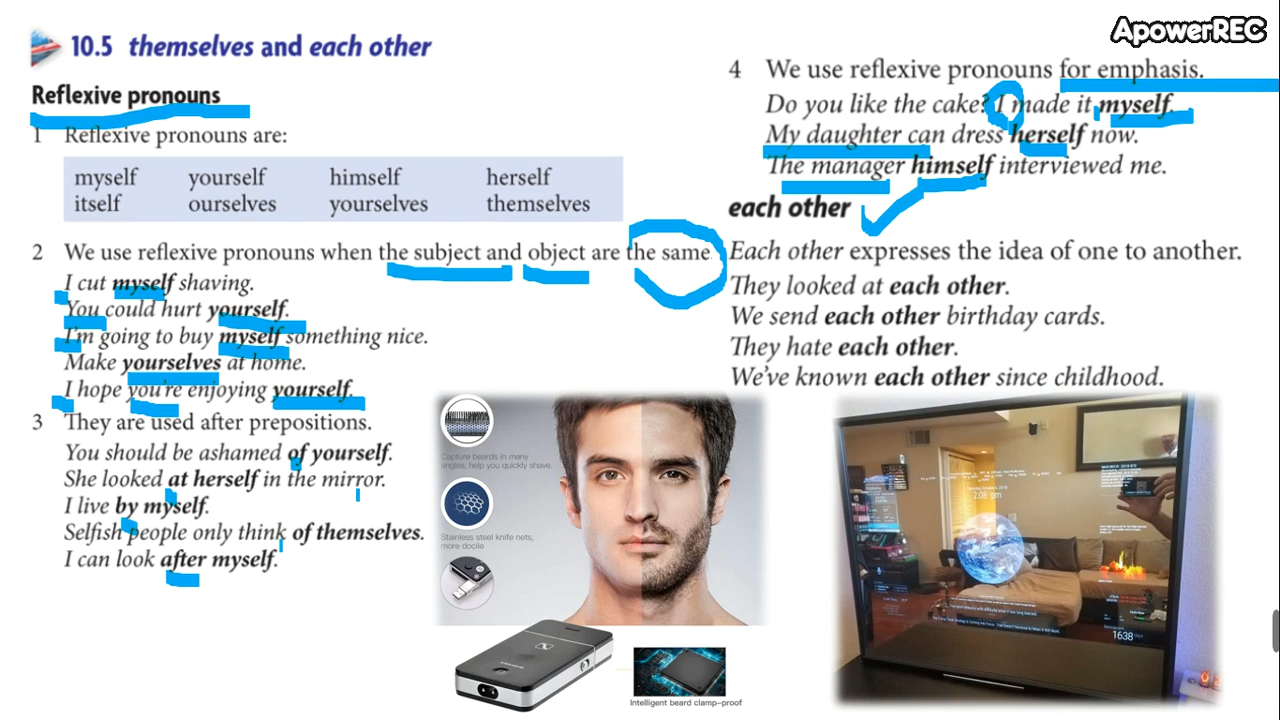 ApowerREC
10.5 themselves and each other
Reflexive pronouns
1 Reflexive pronouns are:
myself yourself himself herself
itself ourselves yourselves themselves
2 We use reflexive pronouns when the subject and object are the same
I cut myself shaving.
You could hurt yourself.
I'm going to buy myself something nice.
Make yourselves at home.
I hope you're enjoying yourself.
3 They are used after prepositions.
You should be ashamed of yourself.
She looked at herself in the mirror.
I live by myself.
Selfish people only think of themselves.
I can look after myself.
4 We use reflexive pronouns for emphasis.
Do you like the cake? I made it myself.
My daughter can dress herself now.
The manager himself interviewed me.
each other
Each other expresses the idea of one to another.
They looked at each other.
We send each other birthday cards.
They hate each other.
We've known each other since childhood.
Capture beards in many
angles, help you quickly shave.
Stainless steel knife nets,
more docile
Intelligent beard clamp-proof
2:08 pm
1638